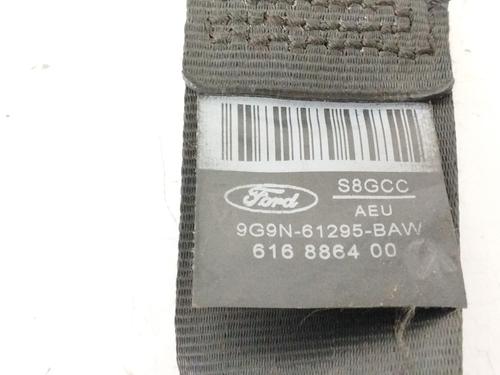 Ford
S8GCC
AEU
9G9N-61295-BAW
616 8864 00